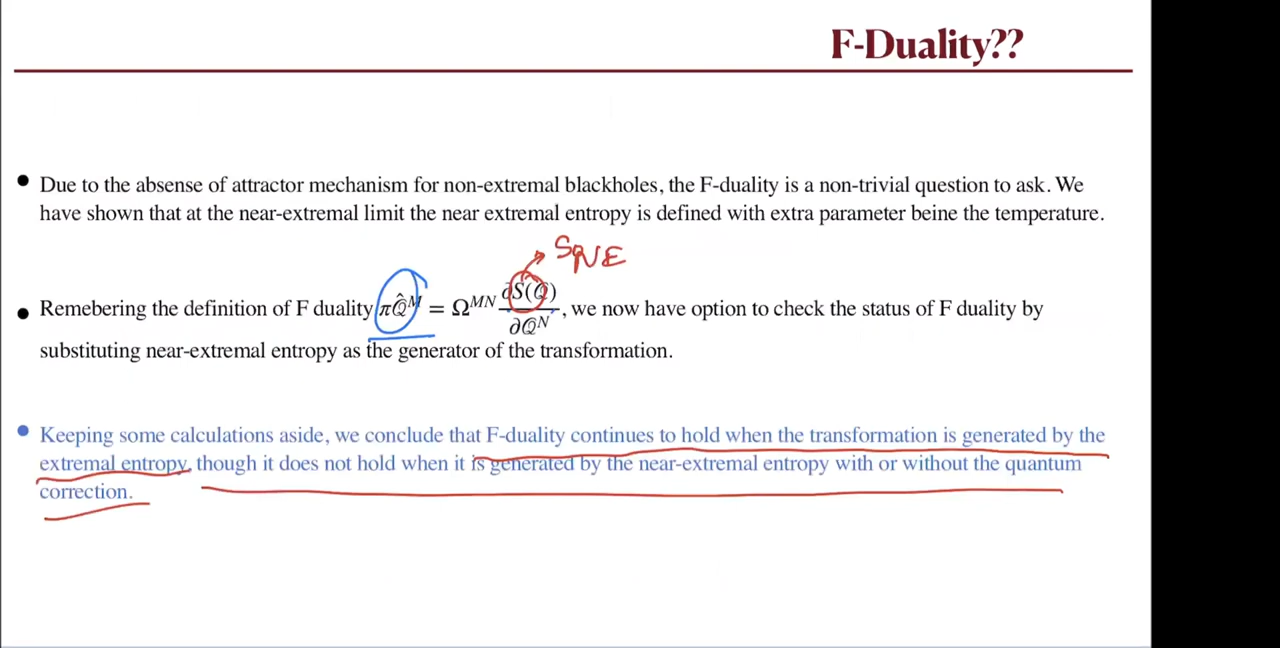 F-Duality??
• Due to the absense of attractor mechanism for non-extremal blackholes, the F-duality is a non-trivial question to ask. We
have shown that at the near-extremal limit the near extremal entropy is defined with extra parameter beine the temperature.
SNE
• Remebering the definition of F duality πQ̂^M = Ω^{MN} ∂S(Q)/∂Q^N, we now have option to check the status of F duality by
substituting near-extremal entropy as the generator of the transformation.
• Keeping some calculations aside, we conclude that F-duality continues to hold when the transformation is generated by the
extremal entropy, though it does not hold when it is generated by the near-extremal entropy with or without the quantum
correction.